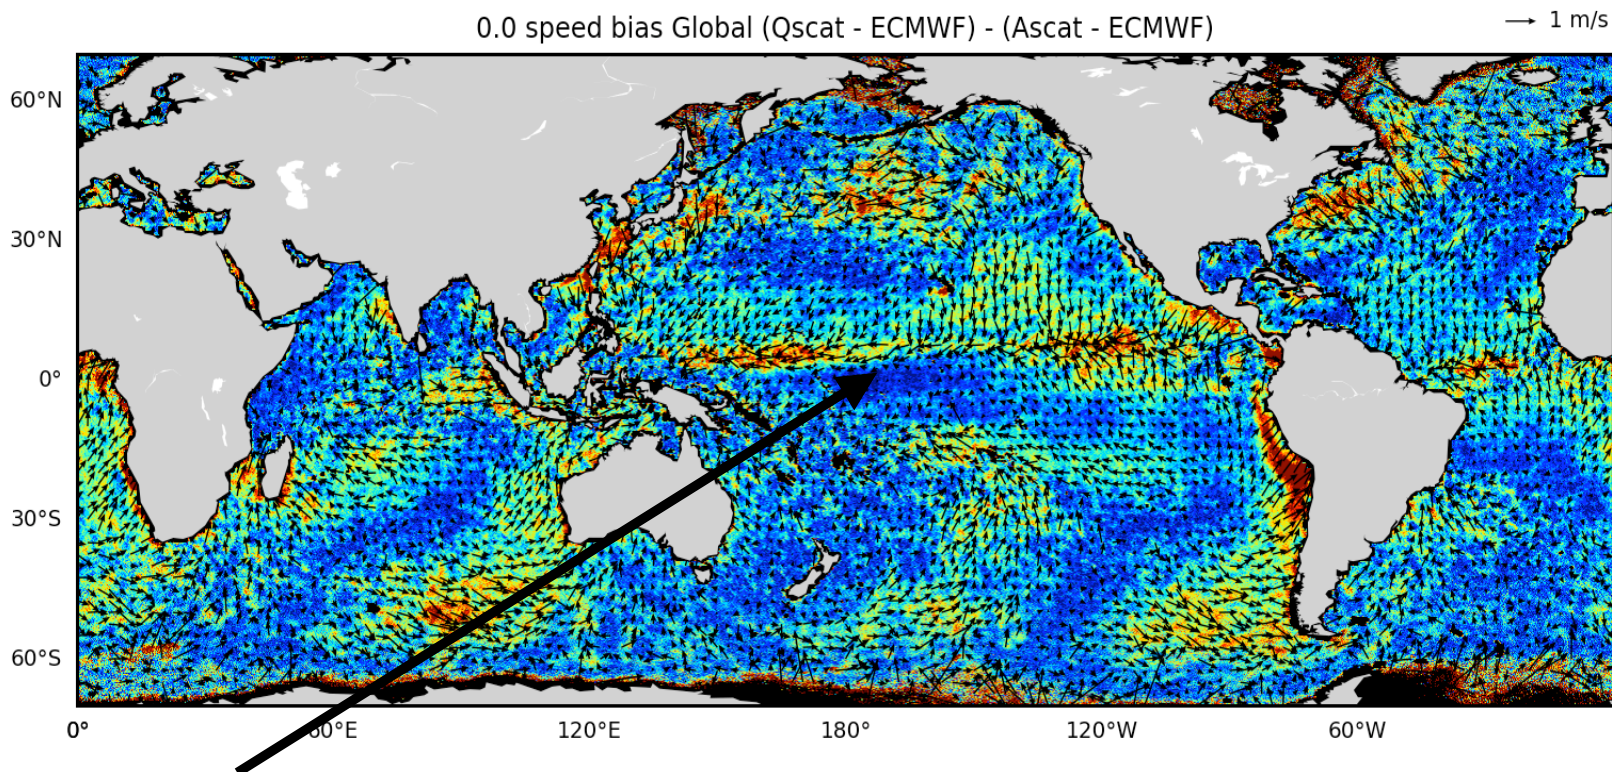 0.0 speed bias Global (Qscat - ECMWF) - (Ascat - ECMWF)
1 m/s
60°N
30°N
0°
30°S
60°S
0° 60°E 120°E 180° 120°W 60°W